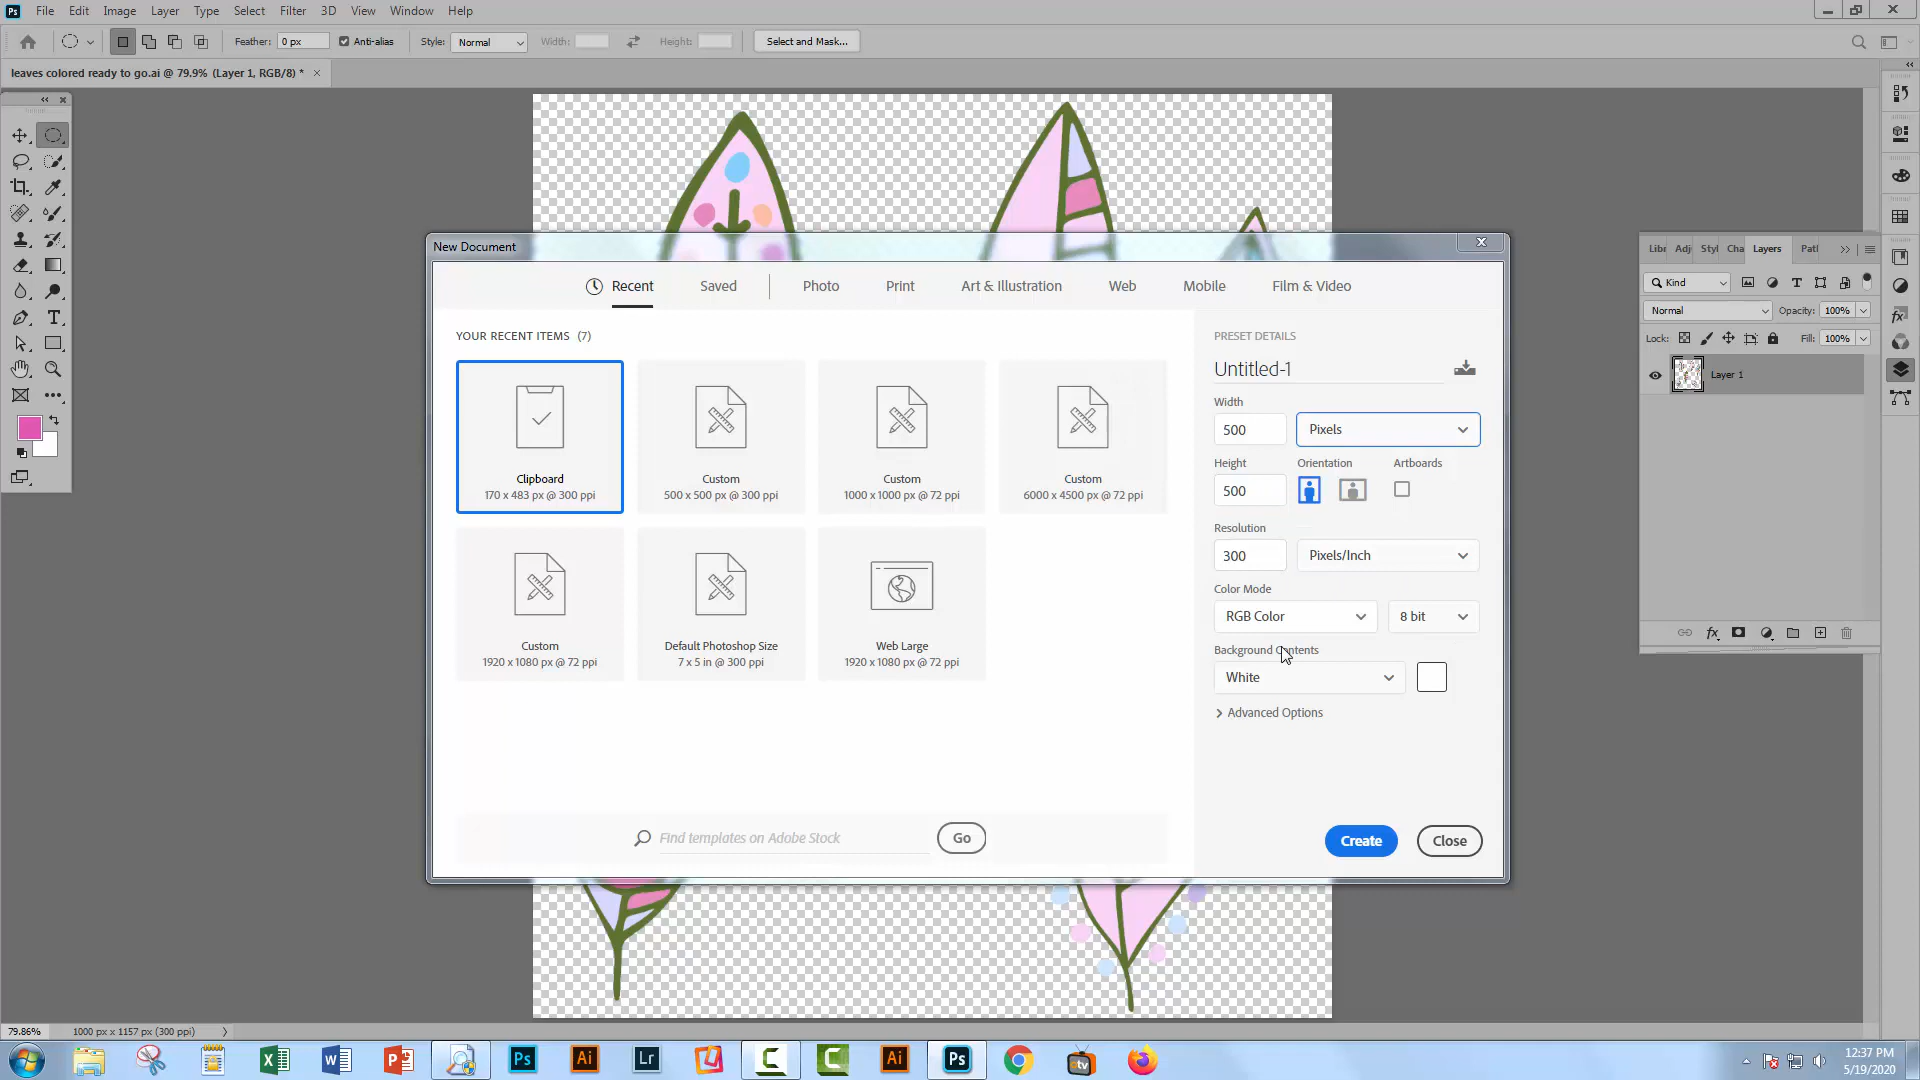 Ps File Edit Image Layer Type Select Filter 3D View Window Help
Feather: 0 px Anti-alias Style: Normal Width: Height: Select and Mask...
leaves colored ready to go.ai @ 79.9% (Layer 1, RGB/8) * ×
New Document
Recent Saved Photo Print Art & Illustration Web Mobile Film & Video
YOUR RECENT ITEMS (7)
Clipboard
170 x 483 px @ 300 ppi
Custom
500 x 500 px @ 300 ppi
Custom
1000 x 1000 px @ 72 ppi
Custom
6000 x 4500 px @ 72 ppi
Custom
1920 x 1080 px @ 72 ppi
Default Photoshop Size
7 x 5 in @ 300 ppi
Web Large
1920 x 1080 px @ 72 ppi
Find templates on Adobe Stock Go
PRESET DETAILS
Untitled-1
Width
500 Pixels
Height Orientation Artboards
500
Resolution
300 Pixels/Inch
Color Mode
RGB Color 8 bit
Background Contents
White
Advanced Options
Create Close
Libr Adj Styl Cha Layers Patl
Kind
Normal Opacity: 100%
Lock: Fill: 100%
Layer 1
fx
79.86% 1000 px x 1157 px (300 ppi)
Ps Ai Lr Ai Ps
12:37 PM
5/19/2020